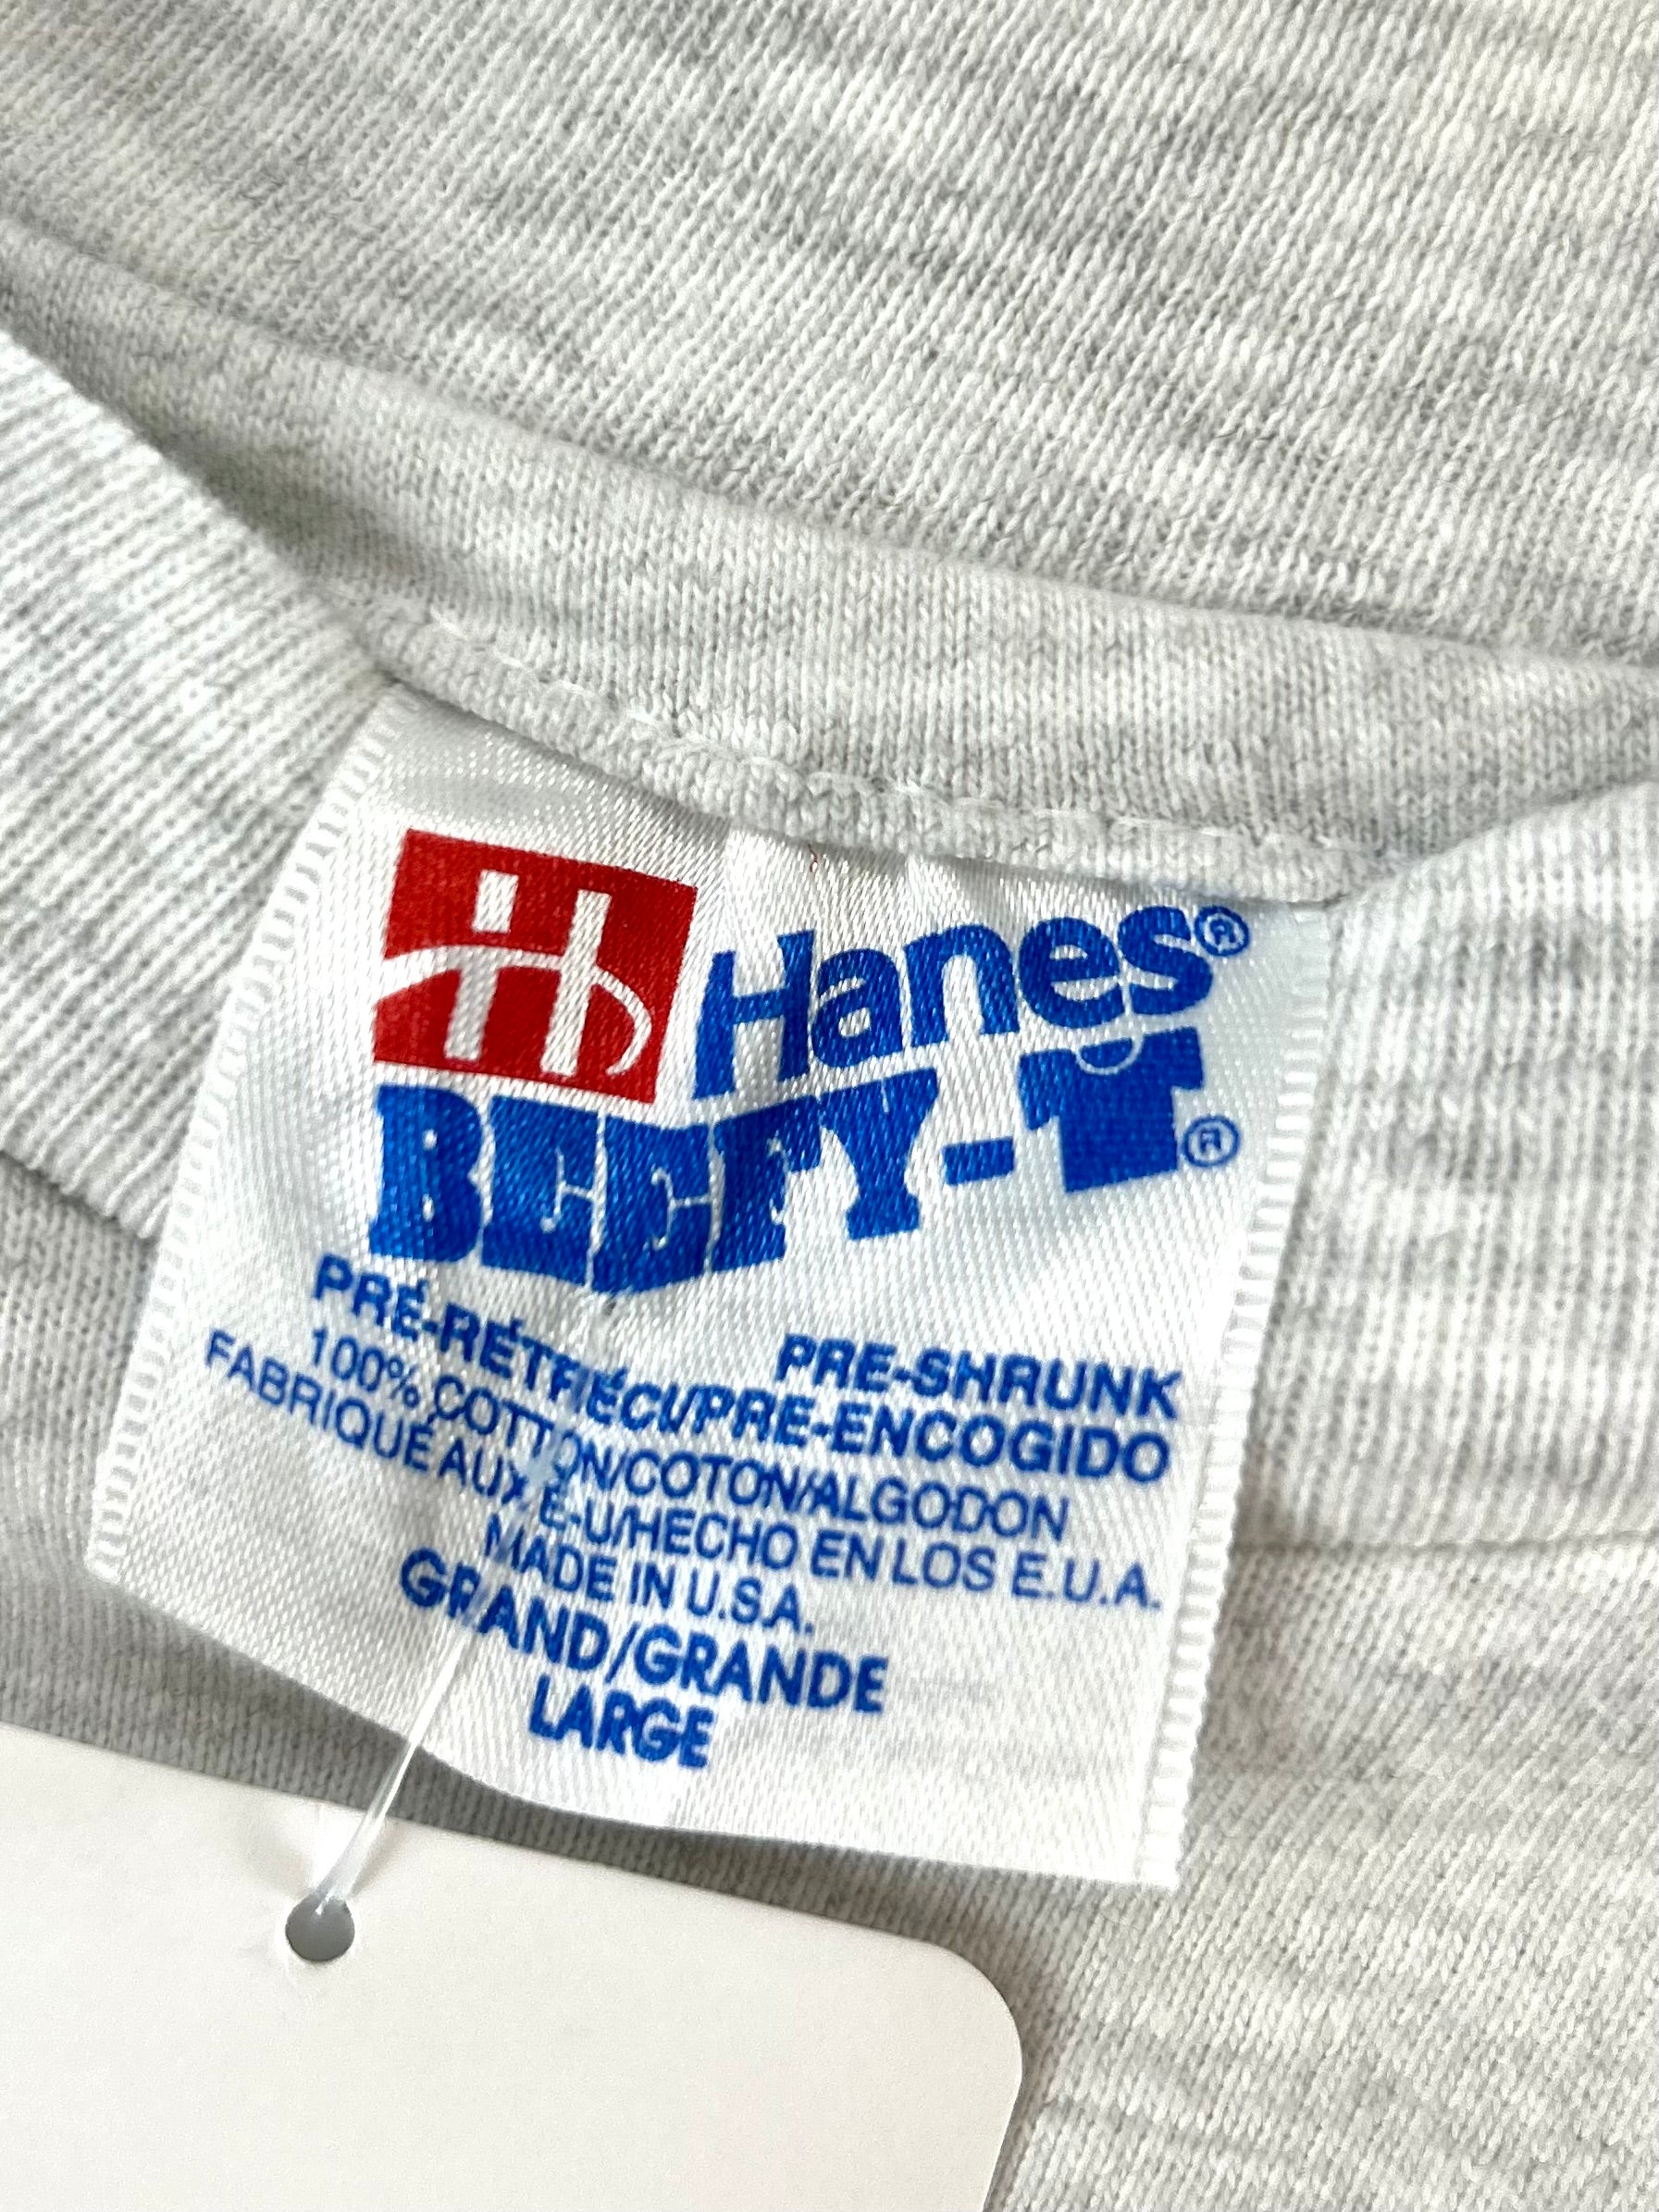 Hanes®
BEEFY-T®
PRE-SHRUNK
PRÉ-RÉTRÉCI/PRE-ENCOGIDO
100% COTTON/COTON/ALGODON
FABRIQUÉ AUX É-U/HECHO EN LOS E.U.A.
MADE IN U.S.A.
GRAND/GRANDE
LARGE